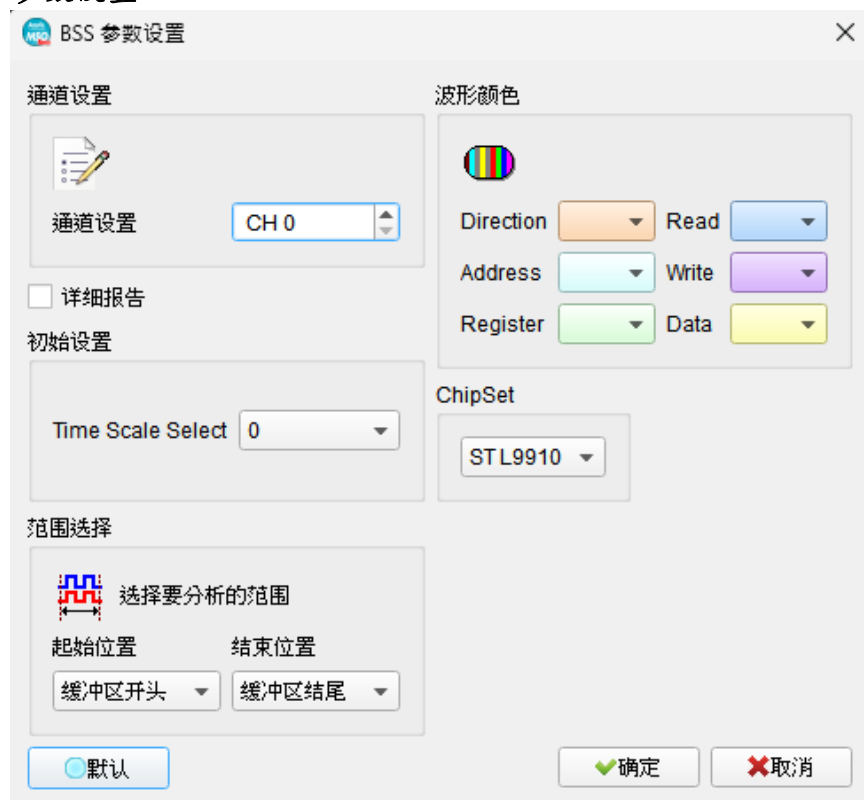 BSS 参数设置
通道设置
通道设置
CH 0
详细报告
初始设置
Time Scale Select
0
范围选择
选择要分析的范围
起始位置
结束位置
缓冲区开头
缓冲区结尾
默认
波形颜色
Direction
Read
Address
Write
Register
Data
ChipSet
STL9910
确定
取消